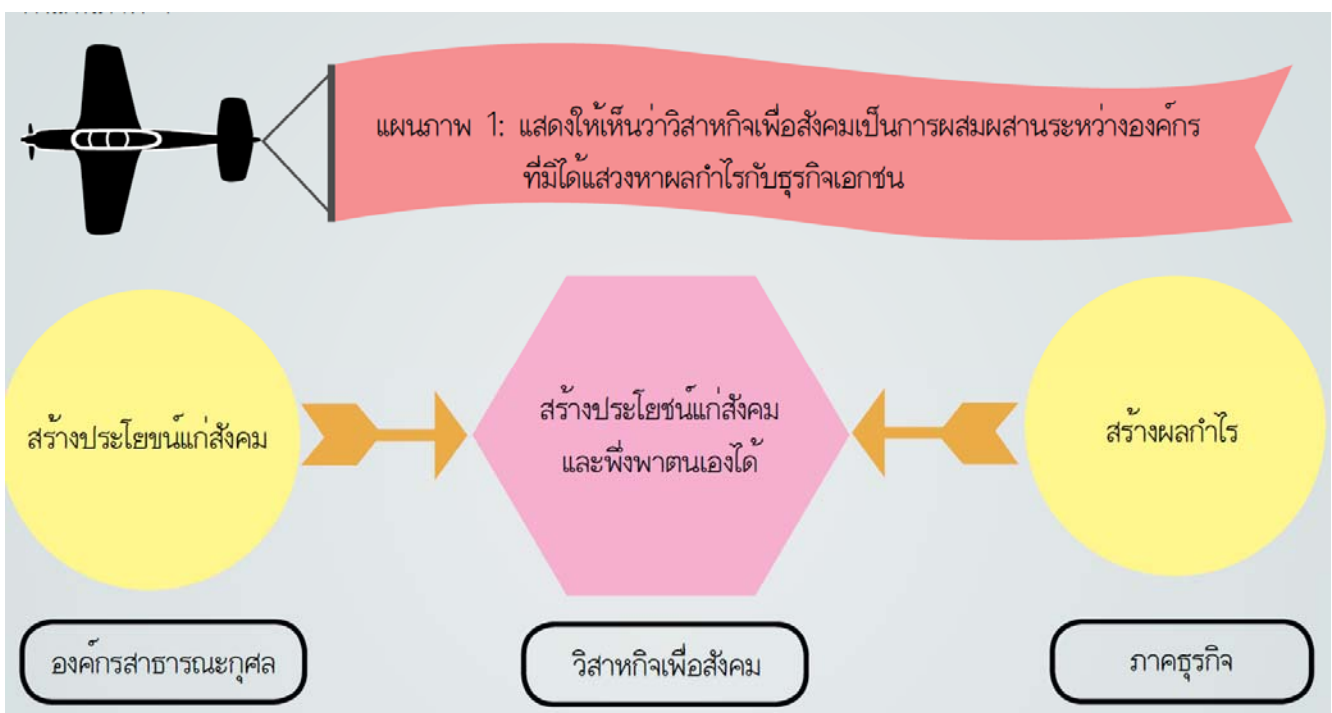 แผนภาพ 1: แสดงให้เห็นว่าวิสาหกิจเพื่อสังคมเป็นการผสมผสานระหว่างองค์กร
ที่มิได้แสวงหาผลกำไรกับธุรกิจเอกชน
สร้างประโยขน์แก่สังคม
สร้างประโยชน์แก่สังคม
และพึ่งพาตนเองได้
สร้างผลกำไร
องค์กรสาธารณะกุศล
วิสาหกิจเพื่อสังคม
ภาคธุรกิจ